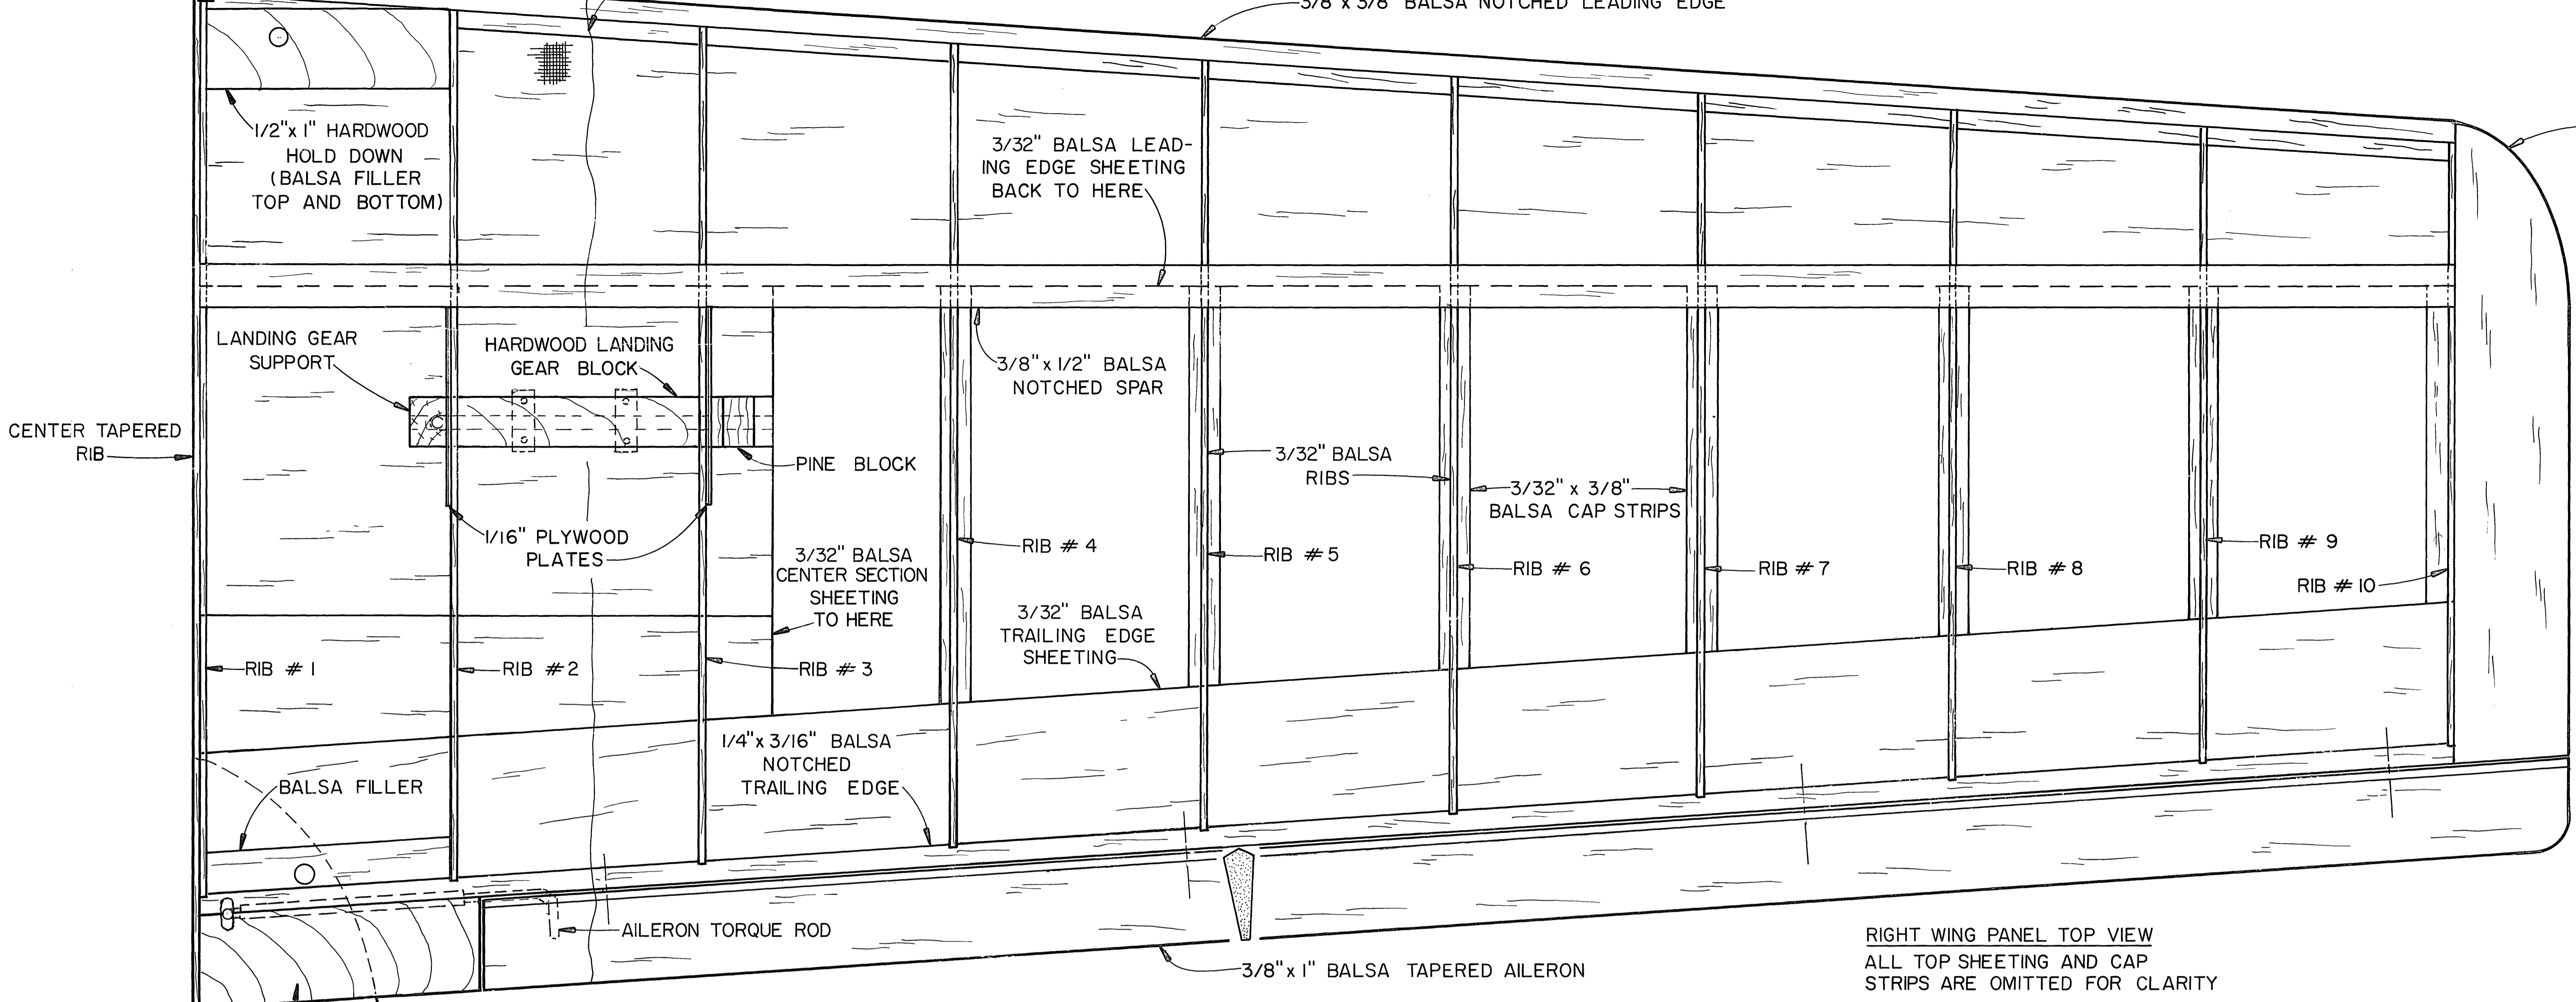 3/8" x 3/8" BALSA NOTCHED LEADING EDGE
1/2"x 1" HARDWOOD
HOLD DOWN
(BALSA FILLER
TOP AND BOTTOM)
3/32" BALSA LEAD-
ING EDGE SHEETING
BACK TO HERE
LANDING GEAR
SUPPORT
HARDWOOD LANDING
GEAR BLOCK
3/8"x 1/2" BALSA
NOTCHED SPAR
CENTER TAPERED
RIB
PINE BLOCK
3/32" BALSA
RIBS
3/32" x 3/8"
BALSA CAP STRIPS
1/16" PLYWOOD
PLATES
3/32" BALSA
CENTER SECTION
SHEETING
TO HERE
RIB # 4
RIB # 5
RIB # 6
RIB # 7
RIB # 8
RIB # 9
RIB # 10
3/32" BALSA
TRAILING EDGE
SHEETING
RIB # 1
RIB # 2
RIB # 3
1/4"x 3/16" BALSA
NOTCHED
TRAILING EDGE
BALSA FILLER
AILERON TORQUE ROD
3/8"x 1" BALSA TAPERED AILERON
RIGHT WING PANEL TOP VIEW
ALL TOP SHEETING AND CAP
STRIPS ARE OMITTED FOR CLARITY